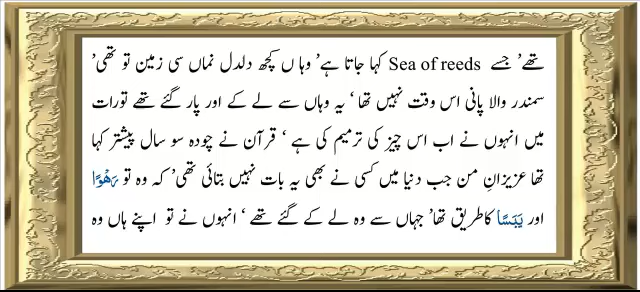 تھے’ جسے Sea of reeds کہا جاتا ہے’ وہا ں کچھ دلدل نماں سی زمین تو تھی’
سمندر والا پانی اس وقت نہیں تھا ‘ یہ وہاں سے لے کے اور پار گئے تھے تورات
میں انہوں نے اب اس چیز کی ترمیم کی ہے ‘ قرآن نے چودہ سو سال پیشتر کہا
تھا عزیزانِ من جب دنیا میں کسی نے بھی یہ بات نہیں بتائی تھی’ کہ وہ تو رَهْوًا
اور يَبَسًا کاطریق تھا’ جہاں سے وہ لے کے گئے تھے ‘ انہوں نے تو اپنے ہاں وہ